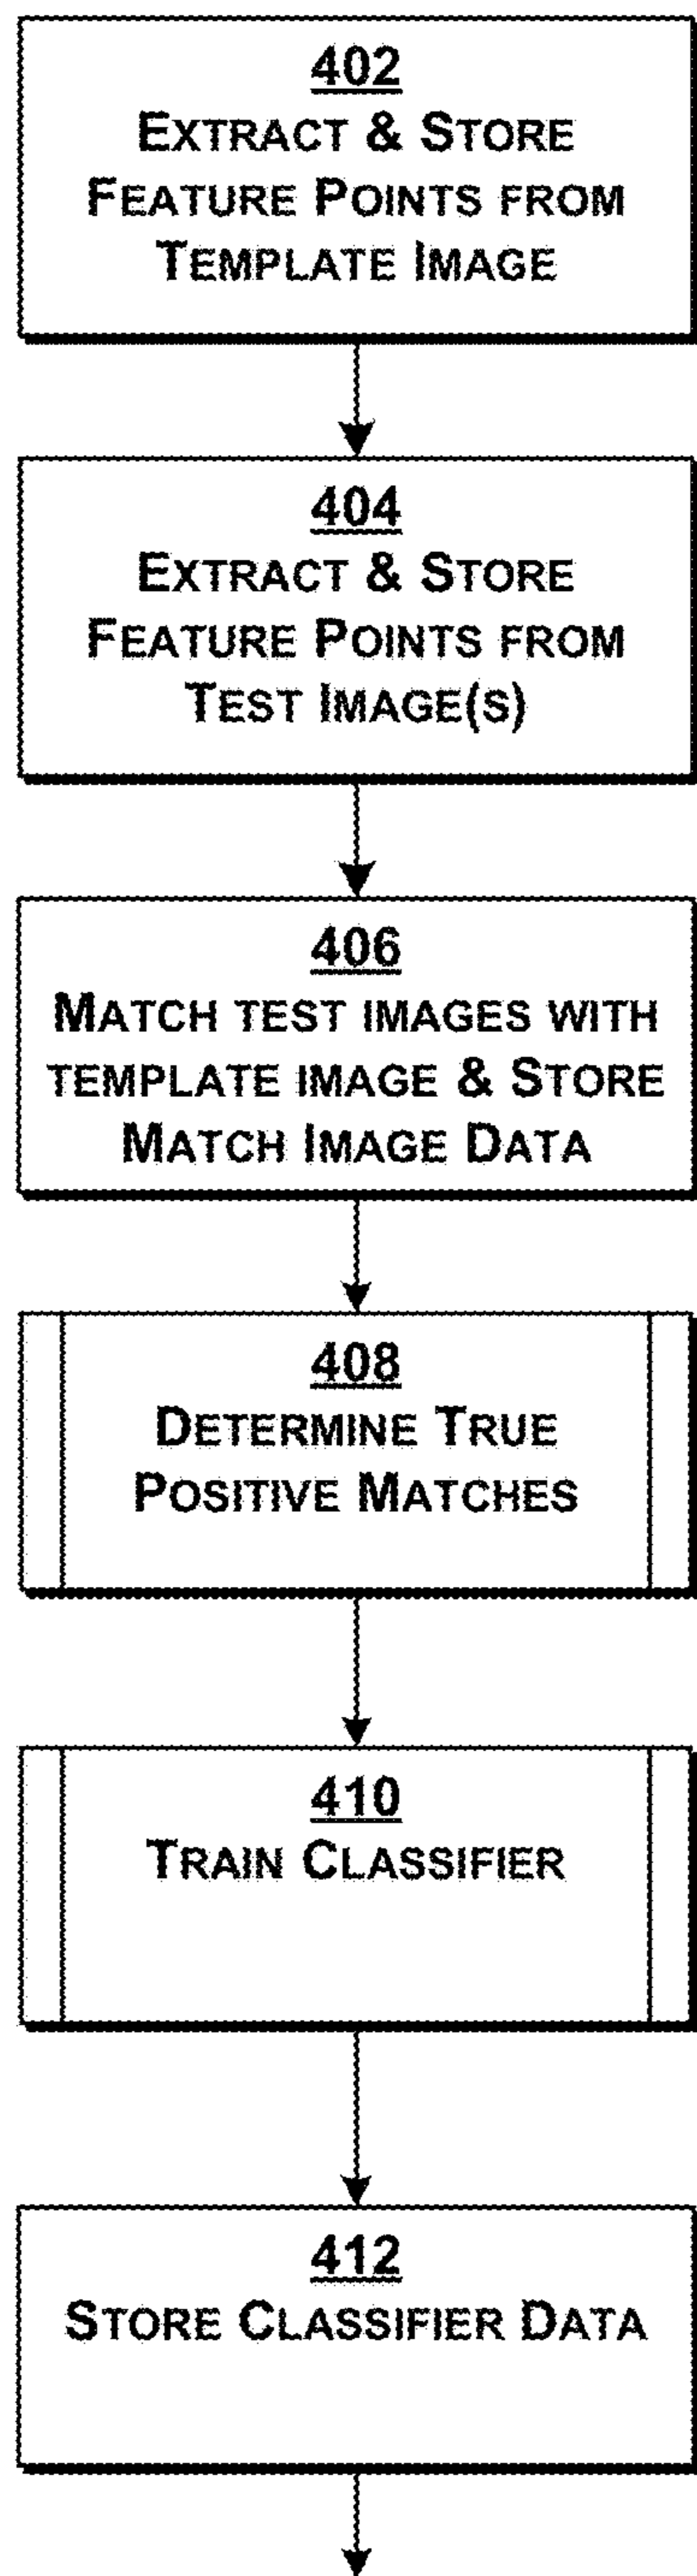 402
EXTRACT & STORE
FEATURE POINTS FROM
TEMPLATE IMAGE
404
EXTRACT & STORE
FEATURE POINTS FROM
TEST IMAGE(S)
406
MATCH TEST IMAGES WITH
TEMPLATE IMAGE & STORE
MATCH IMAGE DATA
408
DETERMINE TRUE
POSITIVE MATCHES
410
TRAIN CLASSIFIER
412
STORE CLASSIFIER DATA